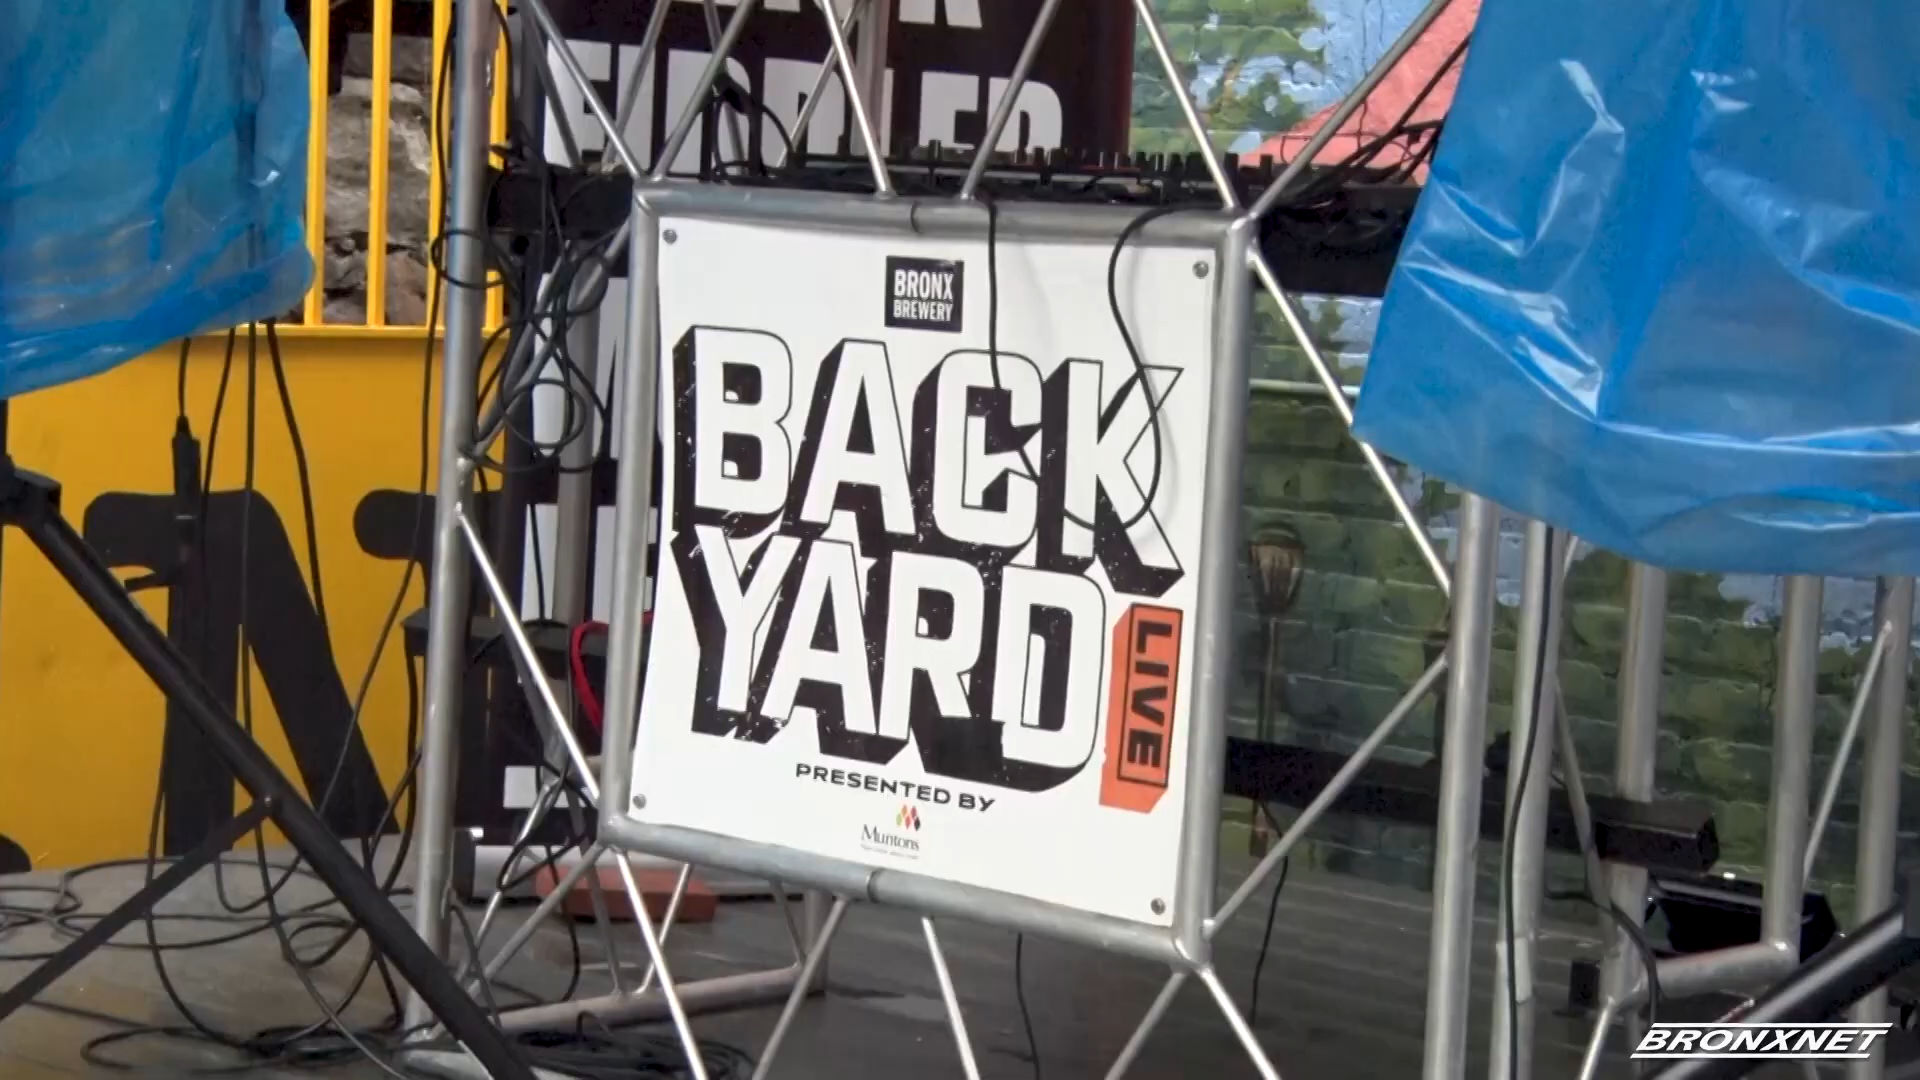 BRONX
BREWERY
BACK
YARD
LIVE
PRESENTED BY
Muntons
BRONXNET